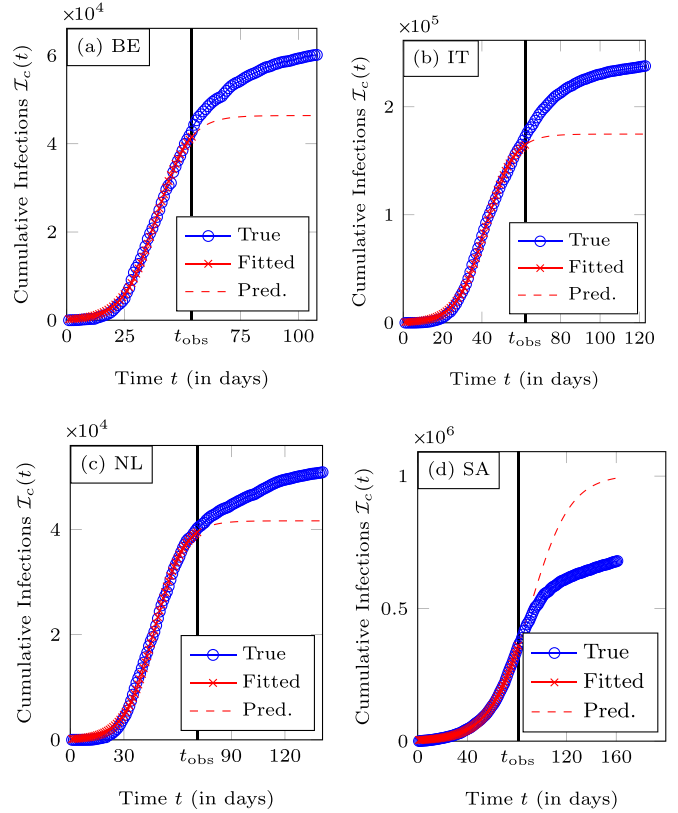 ×10⁴
(a) BE
Cumulative Infections 𝓘_c(t)
6
4
2
0
True
Fitted
Pred.
25
t_obs
75
100
Time t (in days)
×10⁵
(b) IT
Cumulative Infections 𝓘_c(t)
2
1
0
True
Fitted
Pred.
0
20
40
t_obs
80
100
120
Time t (in days)
×10⁴
(c) NL
Cumulative Infections 𝓘_c(t)
4
2
0
True
Fitted
Pred.
0
30
t_obs
90
120
Time t (in days)
×10⁶
(d) SA
Cumulative Infections 𝓘_c(t)
1
0.5
0
True
Fitted
Pred.
0
40
t_obs
120
160
Time t (in days)